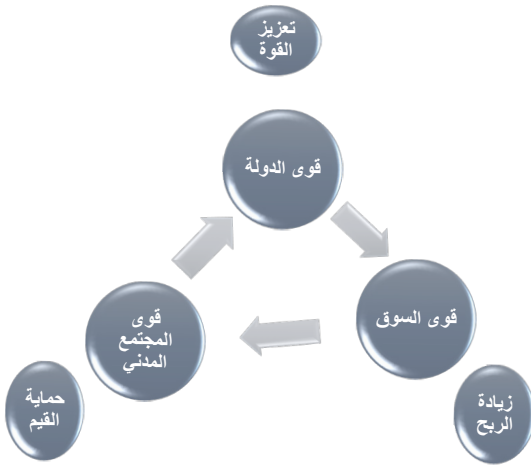 تعزيز
القوة
قوى الدولة
قوى السوق
زيادة
الربح
قوى
المجتمع
المدني
حماية
القيم